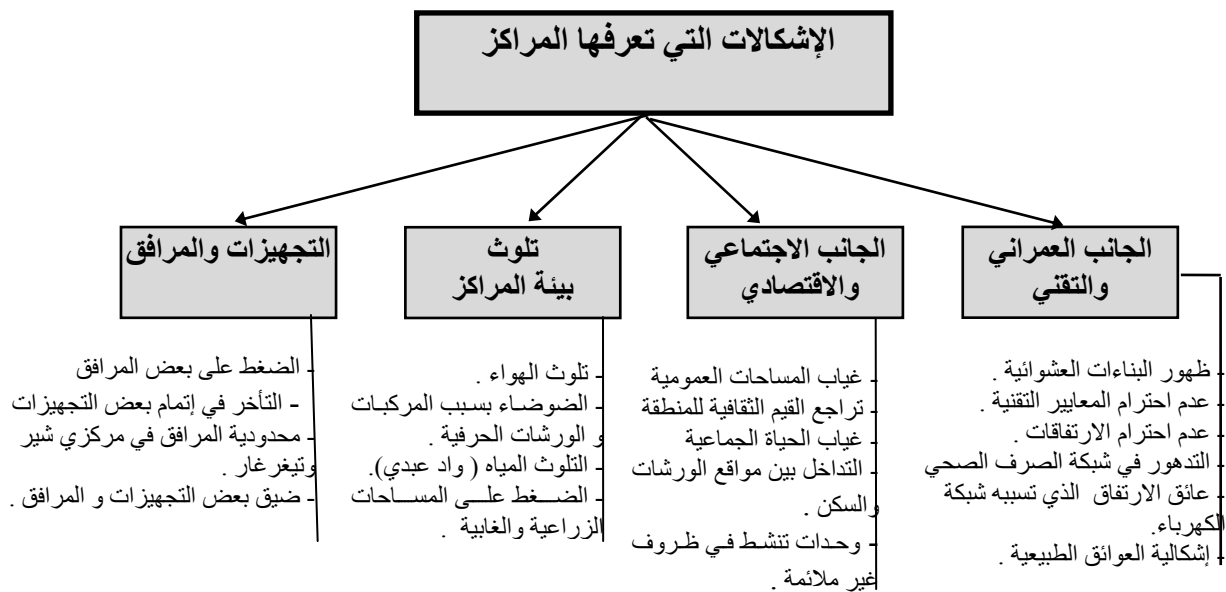 الإشكالات التي تعرفها المراكز
الجانب العمراني
والتقني
- ظهور البناءات العشوائية .
- عدم احترام المعايير التقنية .
- عدم احترام الارتفاقات .
- التدهور في شبكة الصرف الصحي
- عائق الارتفاق الذي تسببه شبكة
الكهرباء.
- إشكالية العوائق الطبيعية .
الجانب الاجتماعي
والاقتصادي
- غياب المساحات العمومية
- تراجع القيم الثقافية للمنطقة
- غياب الحياة الجماعية
- التداخل بين مواقع الورشات
والسكن .
- وحدات تنشط في ظروف
غير ملائمة .
تلوث
بيئة المراكز
- تلوث الهواء .
- الضوضاء بسبب المركبات
و الورشات الحرفية .
- التلوث المياه ( واد عبدي).
- الضغط على المساحات
الزراعية والغابية .
التجهيزات والمرافق
- الضغط على بعض المرافق
- التأخر في إتمام بعض التجهيزات
- محدودية المرافق في مركزي شير
وتيغرغار .
- ضيق بعض التجهيزات و المرافق .